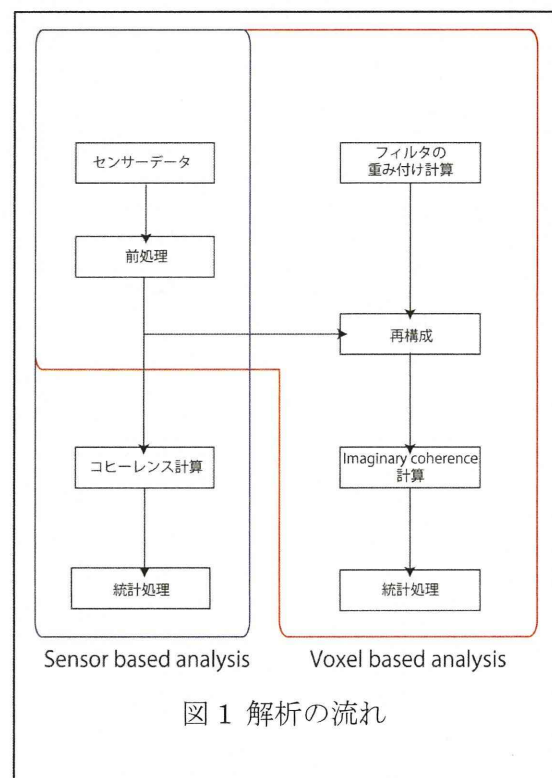 センサーデータ
前処理
コヒーレンス計算
統計処理
フィルタの
重み付け計算
再構成
Imaginary coherence
計算
統計処理
Sensor based analysis
Voxel based analysis
図 1 解析の流れ